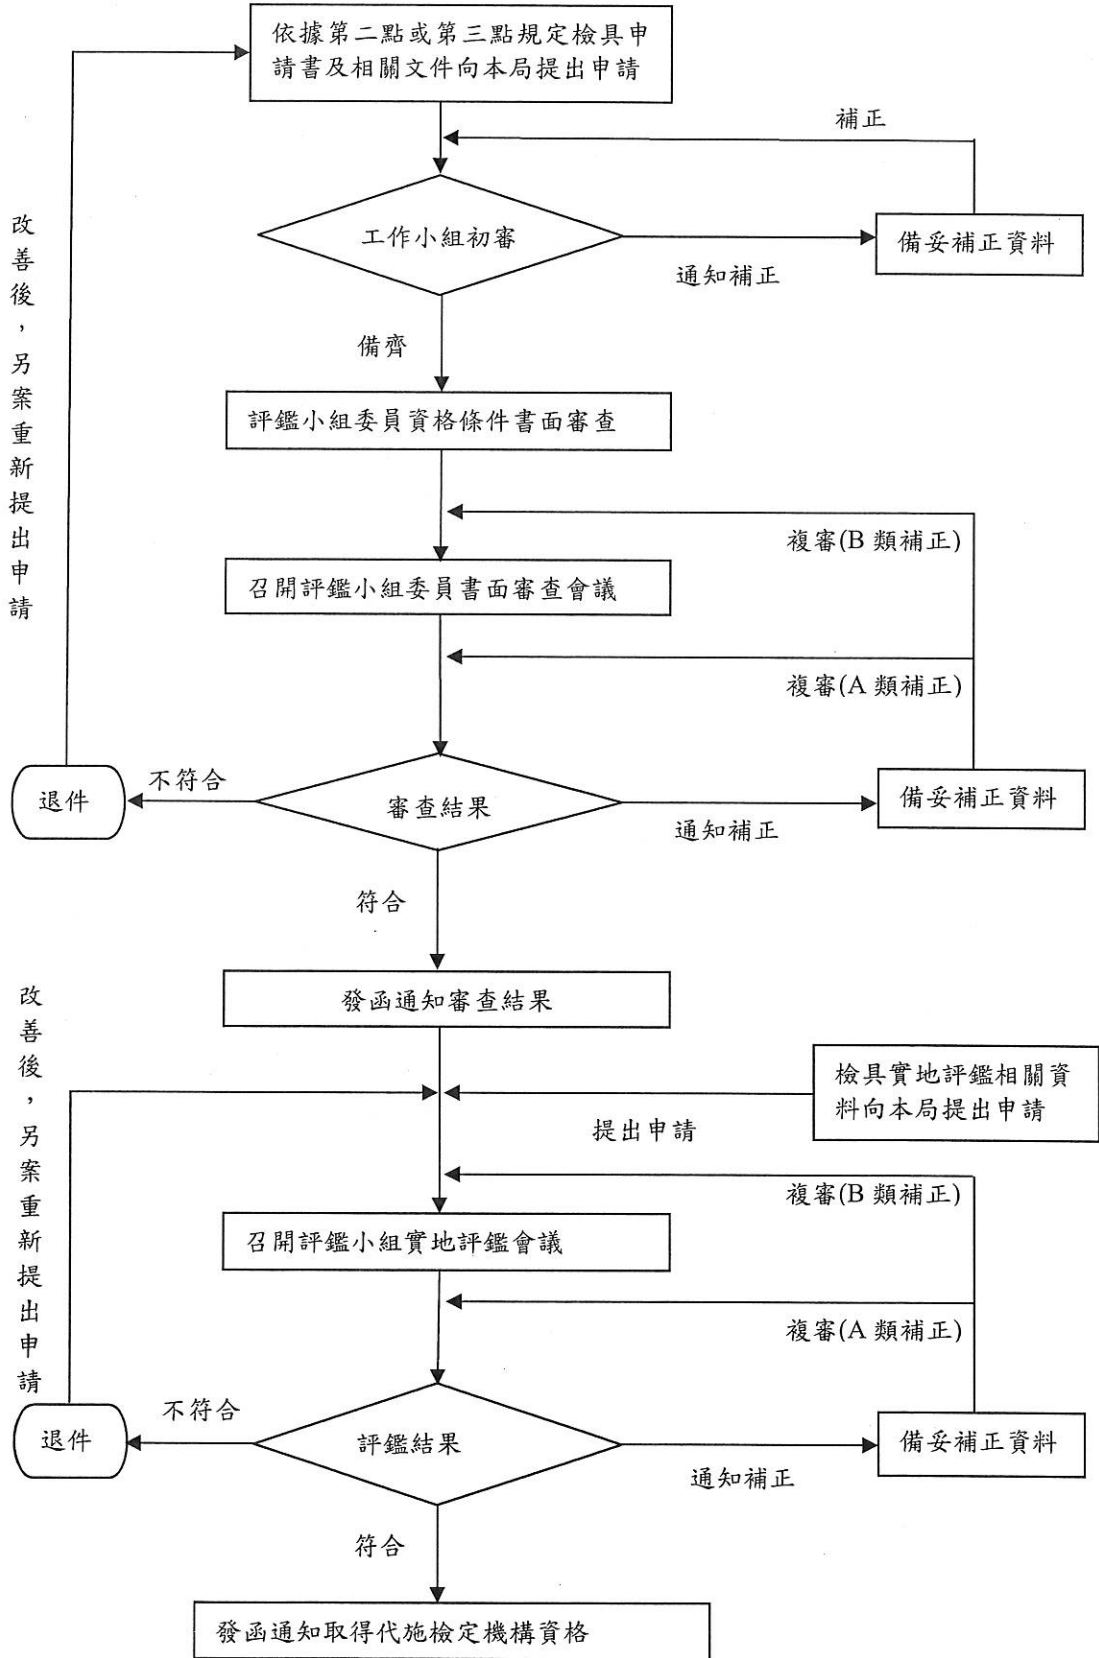 依據第二點或第三點規定檢具申
請書及相關文件向本局提出申請
補正
工作小組初審
備妥補正資料
通知補正
備齊
改善後，另案重新提出申請
評鑑小組委員資格條件書面審查
複審(B 類補正)
召開評鑑小組委員書面審查會議
複審(A 類補正)
退件
不符合
審查結果
備妥補正資料
通知補正
符合
發函通知審查結果
改善後，另案重新提出申請
檢具實地評鑑相關資
料向本局提出申請
提出申請
複審(B 類補正)
召開評鑑小組實地評鑑會議
複審(A 類補正)
退件
不符合
評鑑結果
備妥補正資料
通知補正
符合
發函通知取得代施檢定機構資格